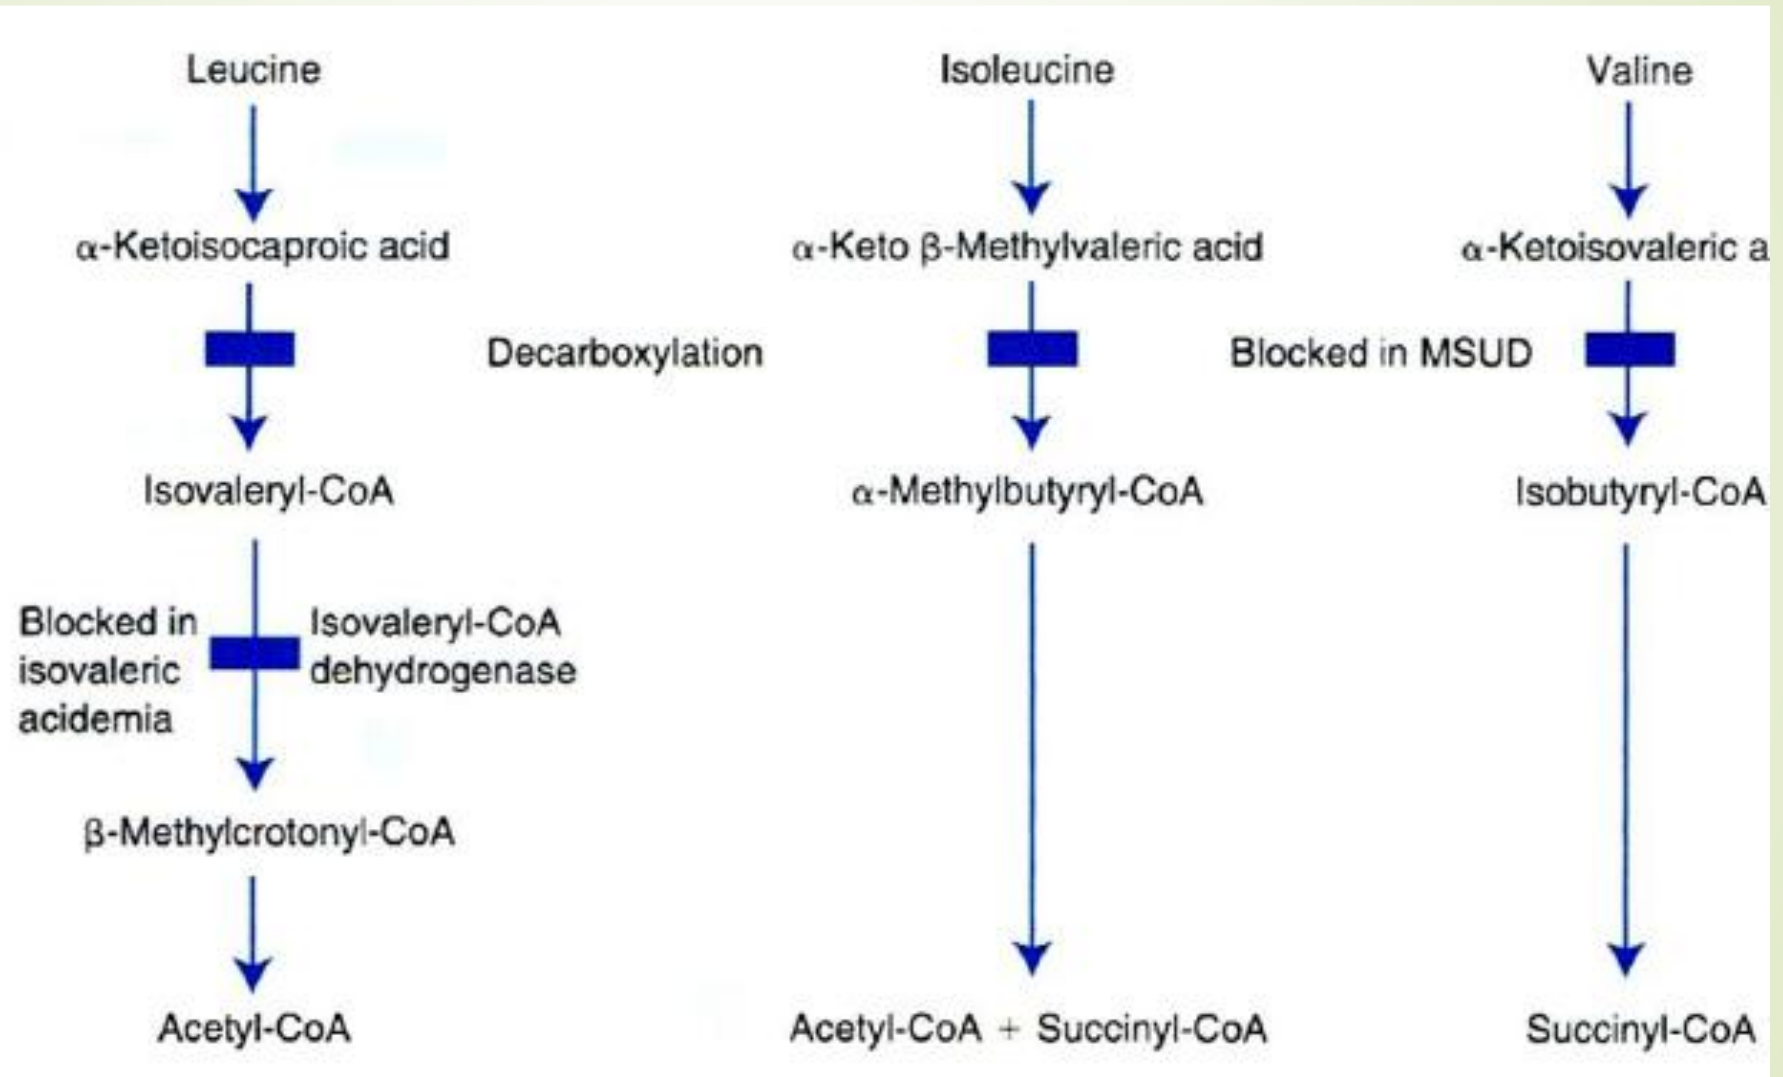 Leucine
Isoleucine
Valine
α-Ketoisocaproic acid
α-Keto β-Methylvaleric acid
α-Ketoisovaleric a
Decarboxylation
Blocked in MSUD
Isovaleryl-CoA
α-Methylbutyryl-CoA
Isobutyryl-CoA
Blocked in
isovaleric
acidemia
Isovaleryl-CoA
dehydrogenase
β-Methylcrotonyl-CoA
Acetyl-CoA
Acetyl-CoA + Succinyl-CoA
Succinyl-CoA